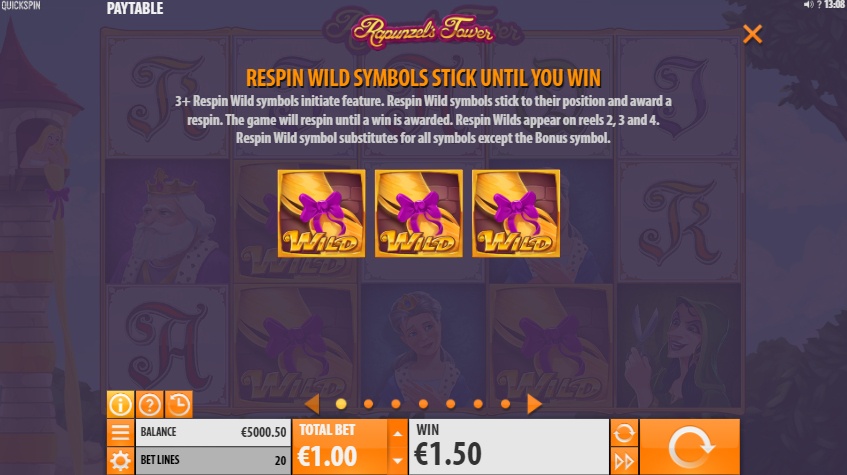 QUICKSPIN
PAYTABLE
? 13:08
Rapunzel's Tower
RESPIN WILD SYMBOLS STICK UNTIL YOU WIN
3+ Respin Wild symbols initiate feature. Respin Wild symbols stick to their position and award a
respin. The game will respin until a win is awarded. Respin Wilds appear on reels 2, 3 and 4.
Respin Wild symbol substitutes for all symbols except the Bonus symbol.
WILD WILD WILD
BALANCE €5000.50
BET LINES 20
TOTAL BET
€1.00
WIN
€1.50